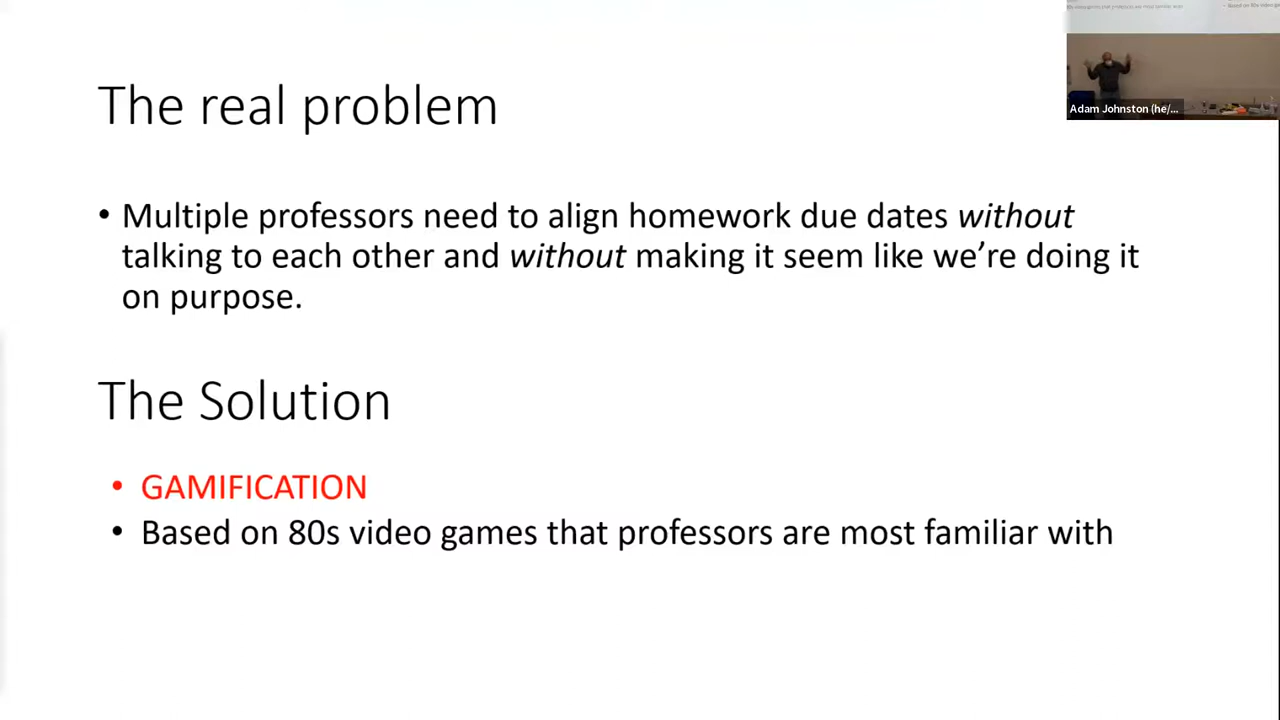 The real problem
• Multiple professors need to align homework due dates without
talking to each other and without making it seem like we’re doing it
on purpose.
The Solution
• GAMIFICATION
• Based on 80s video games that professors are most familiar with
Adam Johnston (he/...